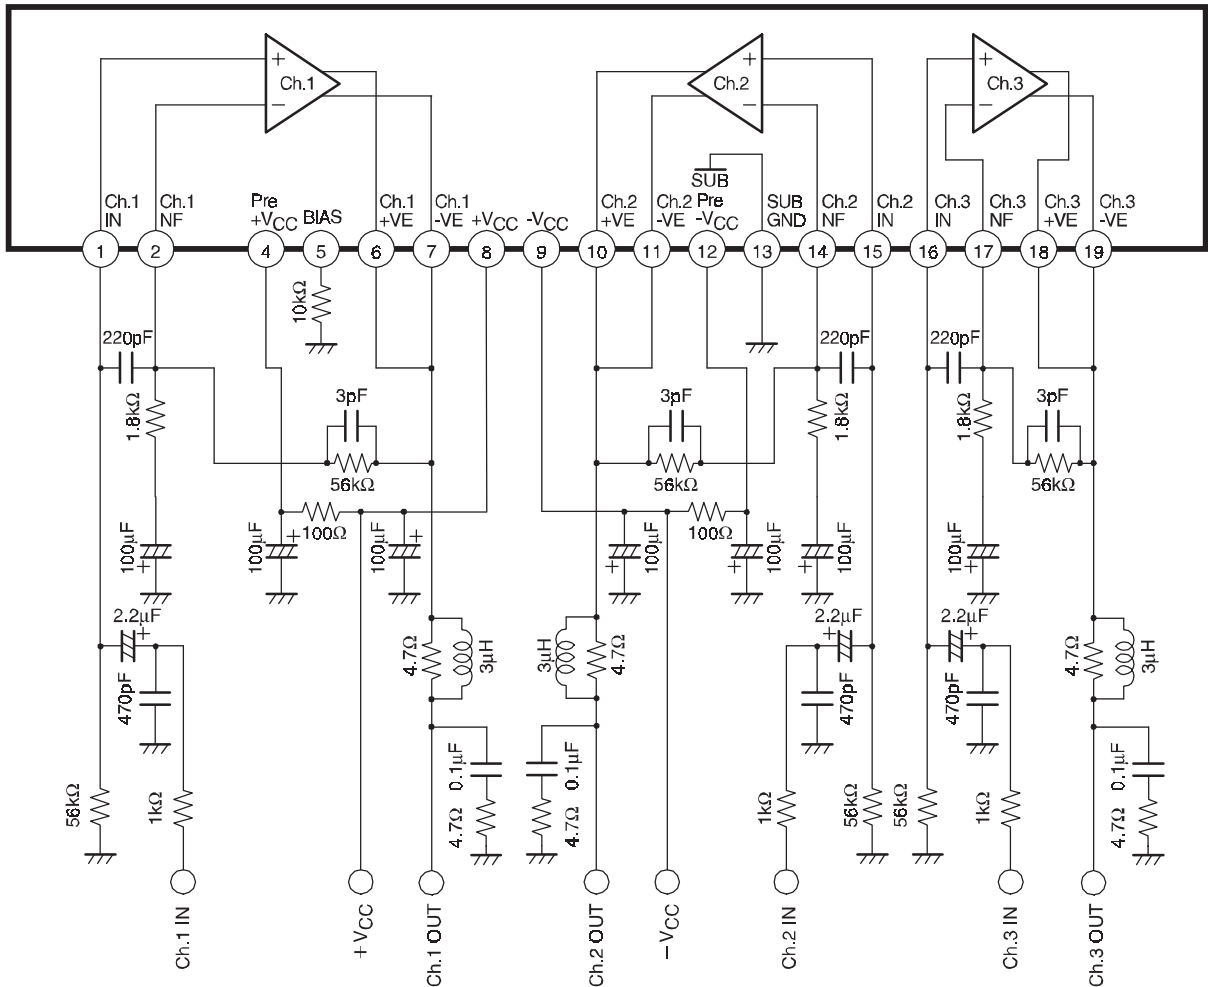 +
−
Ch.1
+
−
Ch.2
+
−
Ch.3
SUB
Ch.1
IN
Ch.1
NF
Pre
+VCC
BIAS
Ch.1
+VE
Ch.1
-VE
+VCC
-VCC
Ch.2
+VE
Ch.2
-VE
Pre
-VCC
SUB
GND
Ch.2
NF
Ch.2
IN
Ch.3
IN
Ch.3
NF
Ch.3
+VE
Ch.3
-VE
1
2
4
5
6
7
8
9
10
11
12
13
14
15
16
17
18
19
10kΩ
220pF
220pF
220pF
1.8kΩ
3pF
56kΩ
3pF
56kΩ
1.8kΩ
1.8kΩ
3pF
56kΩ
100Ω
100Ω
100µF
+
100µF
+
100µF
+
100µF
+
100µF
+
100µF
+
100µF
+
2.2µF
+
2.2µF
+
2.2µF
+
4.7Ω
3µH
3µH
4.7Ω
4.7Ω
3µH
470pF
470pF
470pF
0.1µF
0.1µF
0.1µF
56kΩ
1kΩ
4.7Ω
4.7Ω
1kΩ
56kΩ
56kΩ
1kΩ
4.7Ω
Ch.1 IN
+VCC
Ch.1 OUT
Ch.2 OUT
−VCC
Ch.2 IN
Ch.3 IN
Ch.3 OUT